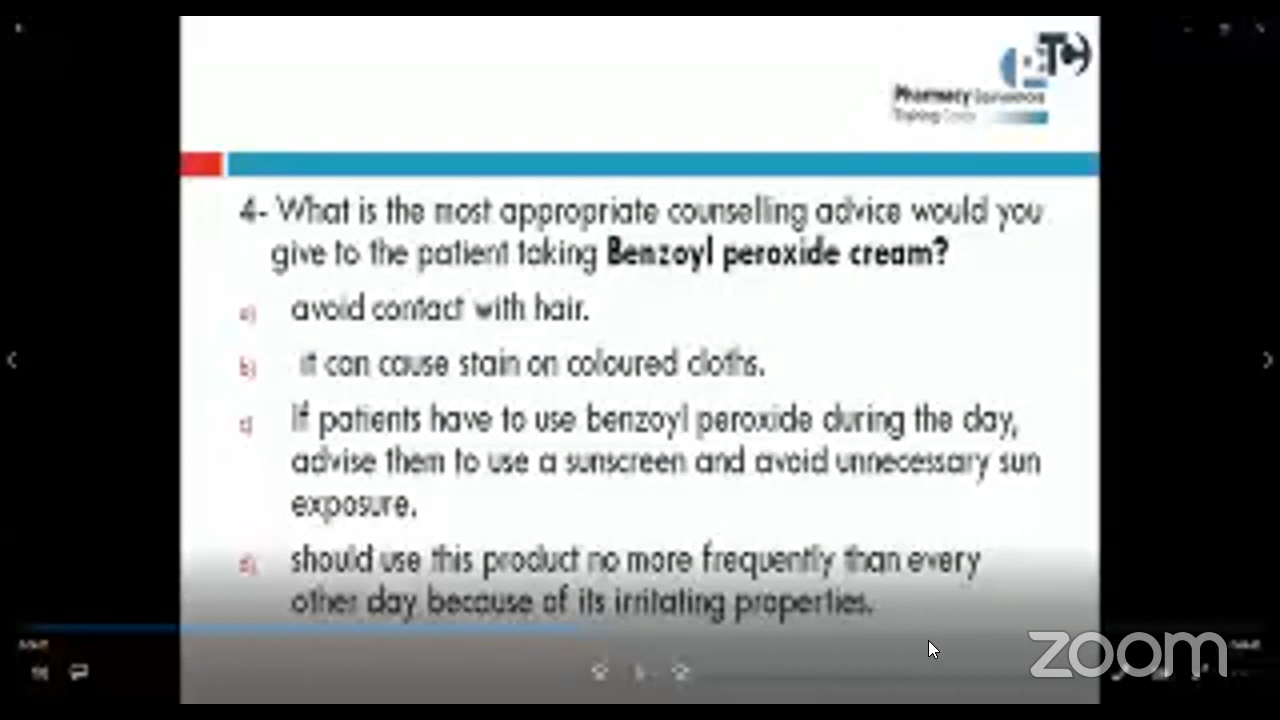 Pharmacy
Training
4- What is the most appropriate counselling advice would you
give to the patient taking Benzoyl peroxide cream?
a) avoid contact with hair.
b) it can cause stain on coloured cloths.
c) If patients have to use benzoyl peroxide during the day,
advise them to use a sunscreen and avoid unnecessary sun
exposure.
d) should use this product no more frequently than every
other day because of its irritating properties.
zoom